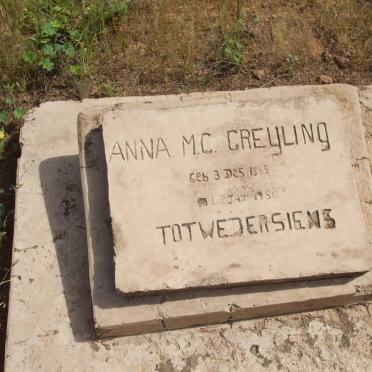 ANNA M.C. GREYLING
GEB 3 DES
JAN
TOTWEDERSIENS